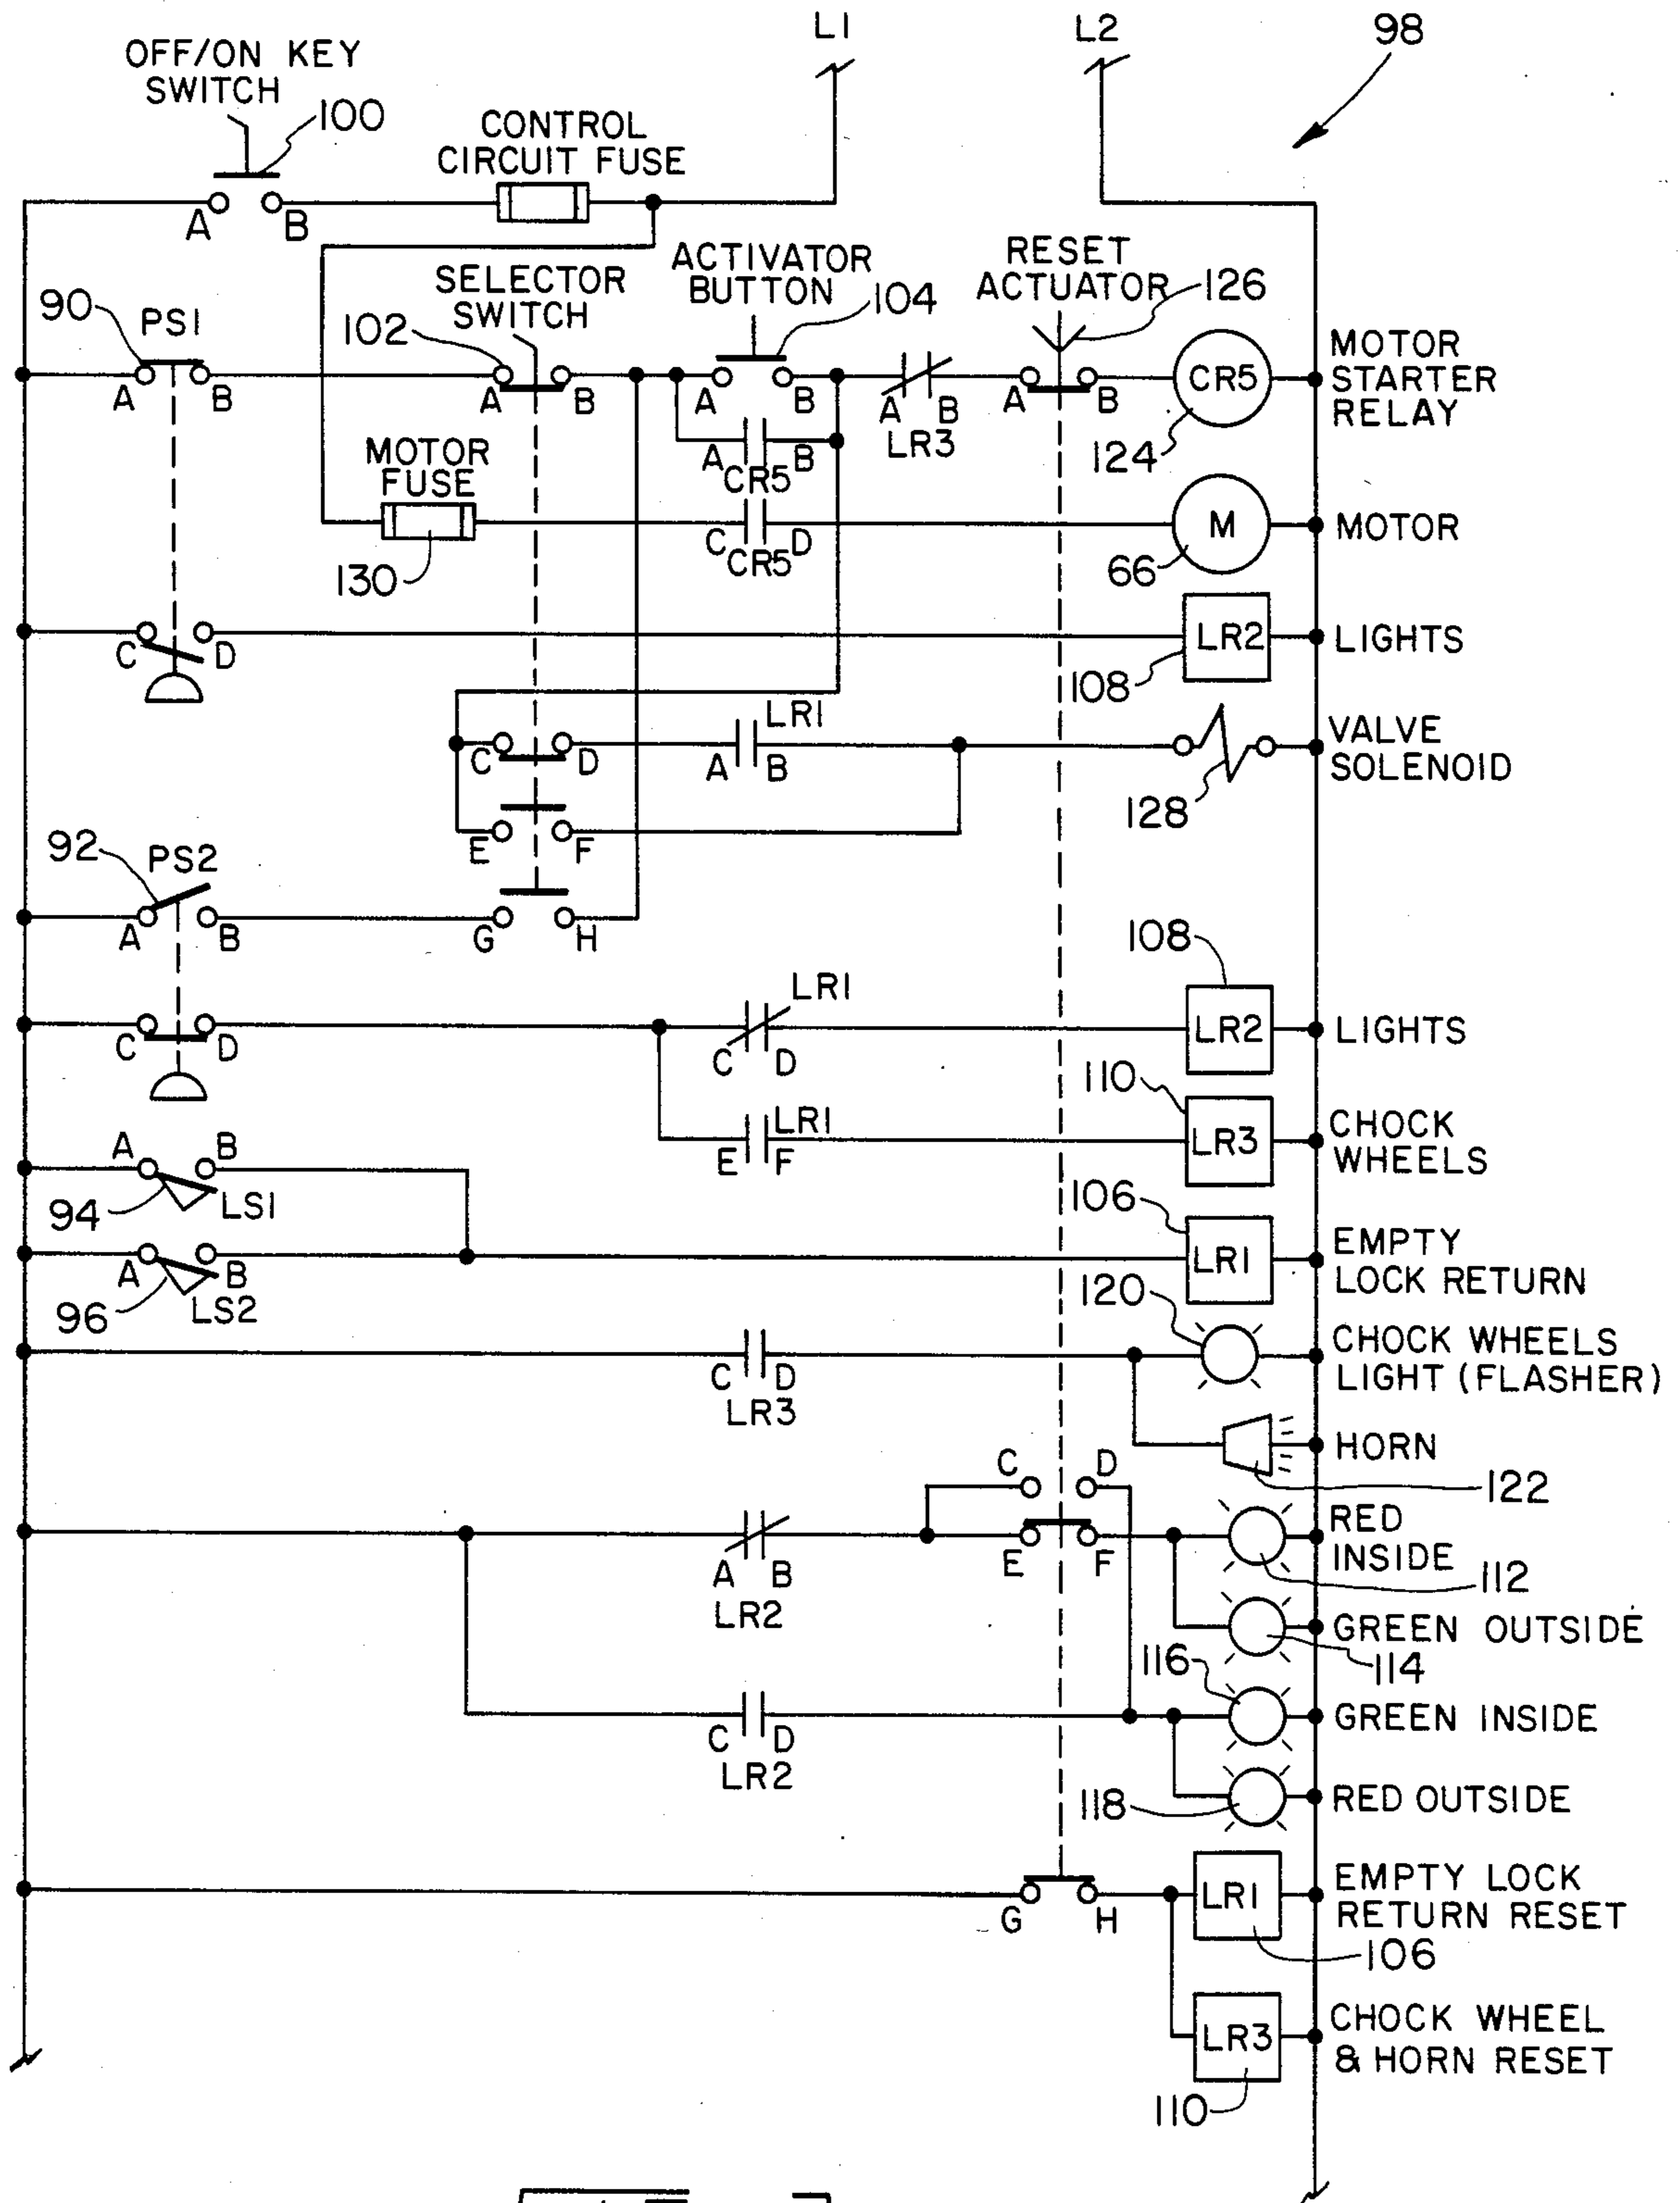 L1
L2
98
OFF/ON KEY
SWITCH
100
CONTROL
CIRCUIT FUSE
A
B
SELECTOR
SWITCH
ACTIVATOR
BUTTON
104
RESET
ACTUATOR
126
90
PS1
102
A
B
A
B
A
B
A
B
LR3
A
B
CR5
124
MOTOR
STARTER
RELAY
A
B
CR5
MOTOR
FUSE
130
C
D
CR5
M
66
MOTOR
C
D
LR2
108
LIGHTS
C
D
LR1
A
B
128
VALVE
SOLENOID
E
F
92
PS2
A
B
G
H
108
C
D
LR1
C
D
LR2
LIGHTS
110
LR1
E
F
LR3
CHOCK
WHEELS
A
B
94
LS1
106
A
B
96
LS2
LR1
EMPTY
LOCK RETURN
120
C
D
LR3
CHOCK WHEELS
LIGHT (FLASHER)
HORN
122
C
D
A
B
LR2
E
F
RED
INSIDE
112
GREEN OUTSIDE
114
116
C
D
LR2
GREEN INSIDE
118
RED OUTSIDE
G
H
LR1
EMPTY LOCK
RETURN RESET
106
LR3
CHOCK WHEEL
& HORN RESET
110